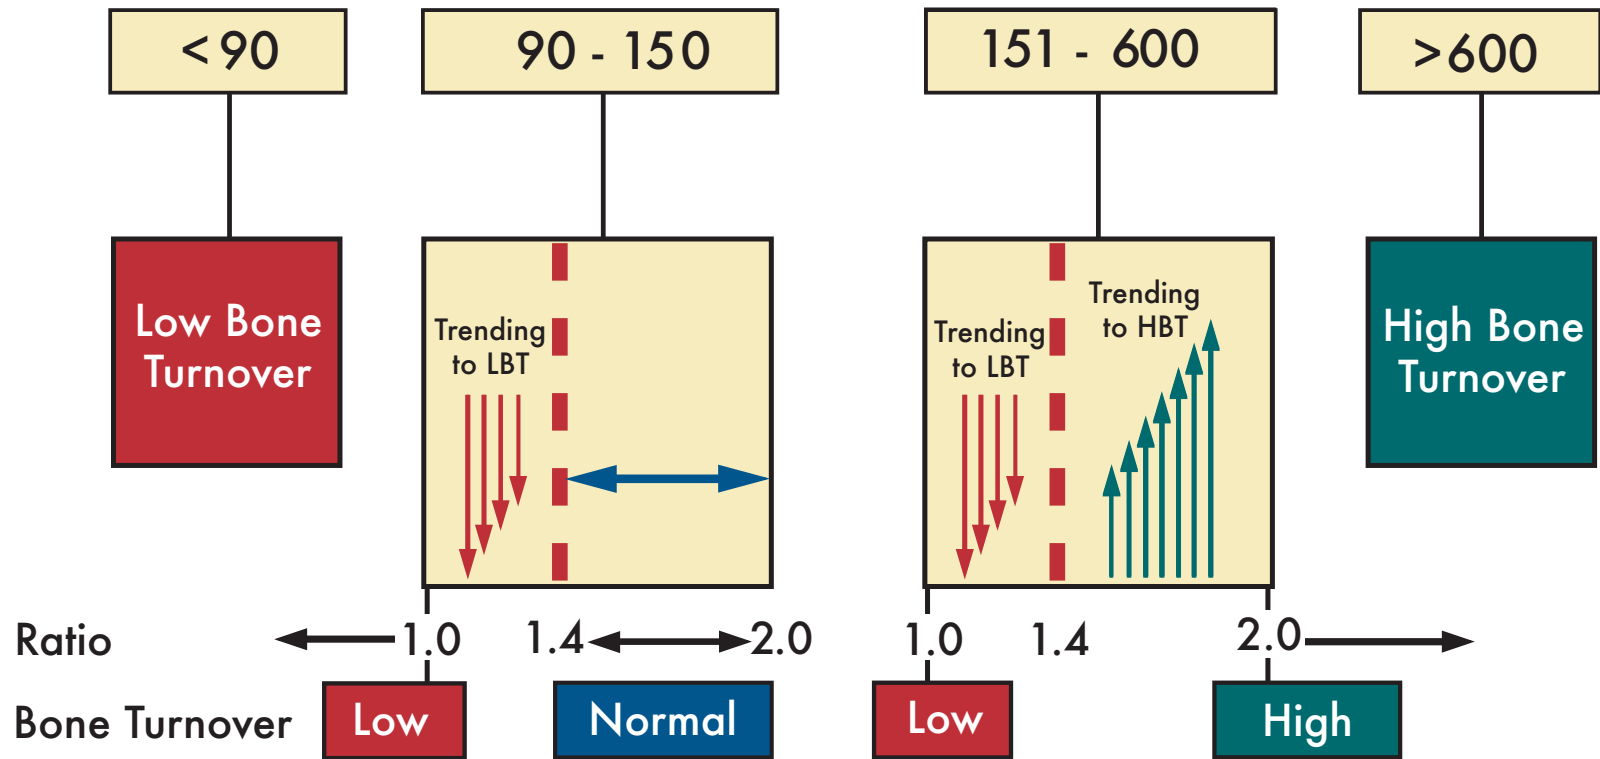 <90
90 - 150
151 - 600
>600
Low Bone
Turnover
Trending
to LBT
Trending
to LBT
Trending
to HBT
High Bone
Turnover
Ratio
1.0
1.4
2.0
1.0
1.4
2.0
Bone Turnover
Low
Normal
Low
High